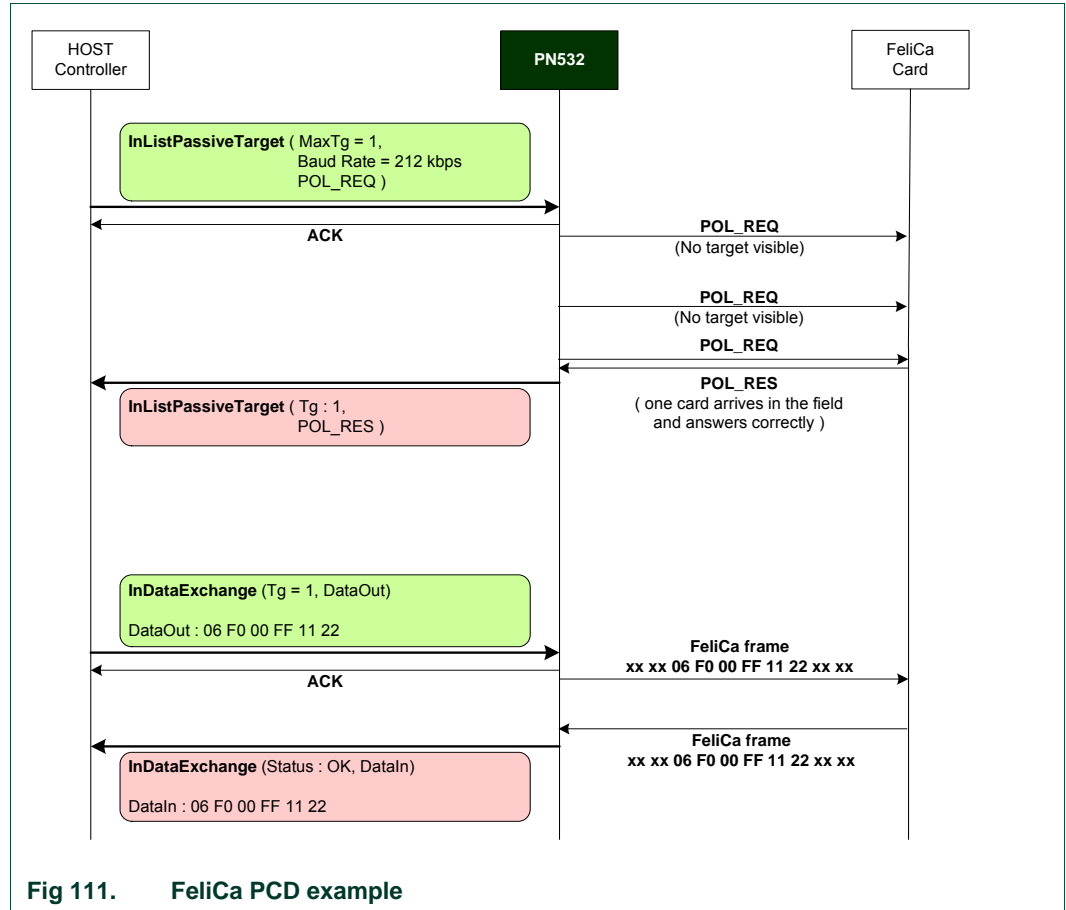 HOST
Controller
PN532
FeliCa
Card
InListPassiveTarget ( MaxTg = 1,
Baud Rate = 212 kbps
POL_REQ )
ACK
POL_REQ
(No target visible)
POL_REQ
(No target visible)
POL_REQ
POL_RES
( one card arrives in the field
and answers correctly )
InListPassiveTarget ( Tg : 1,
POL_RES )
InDataExchange (Tg = 1, DataOut)
DataOut : 06 F0 00 FF 11 22
ACK
FeliCa frame
xx xx 06 F0 00 FF 11 22 xx xx
FeliCa frame
xx xx 06 F0 00 FF 11 22 xx xx
InDataExchange (Status : OK, DataIn)
DataIn : 06 F0 00 FF 11 22
Fig 111. FeliCa PCD example